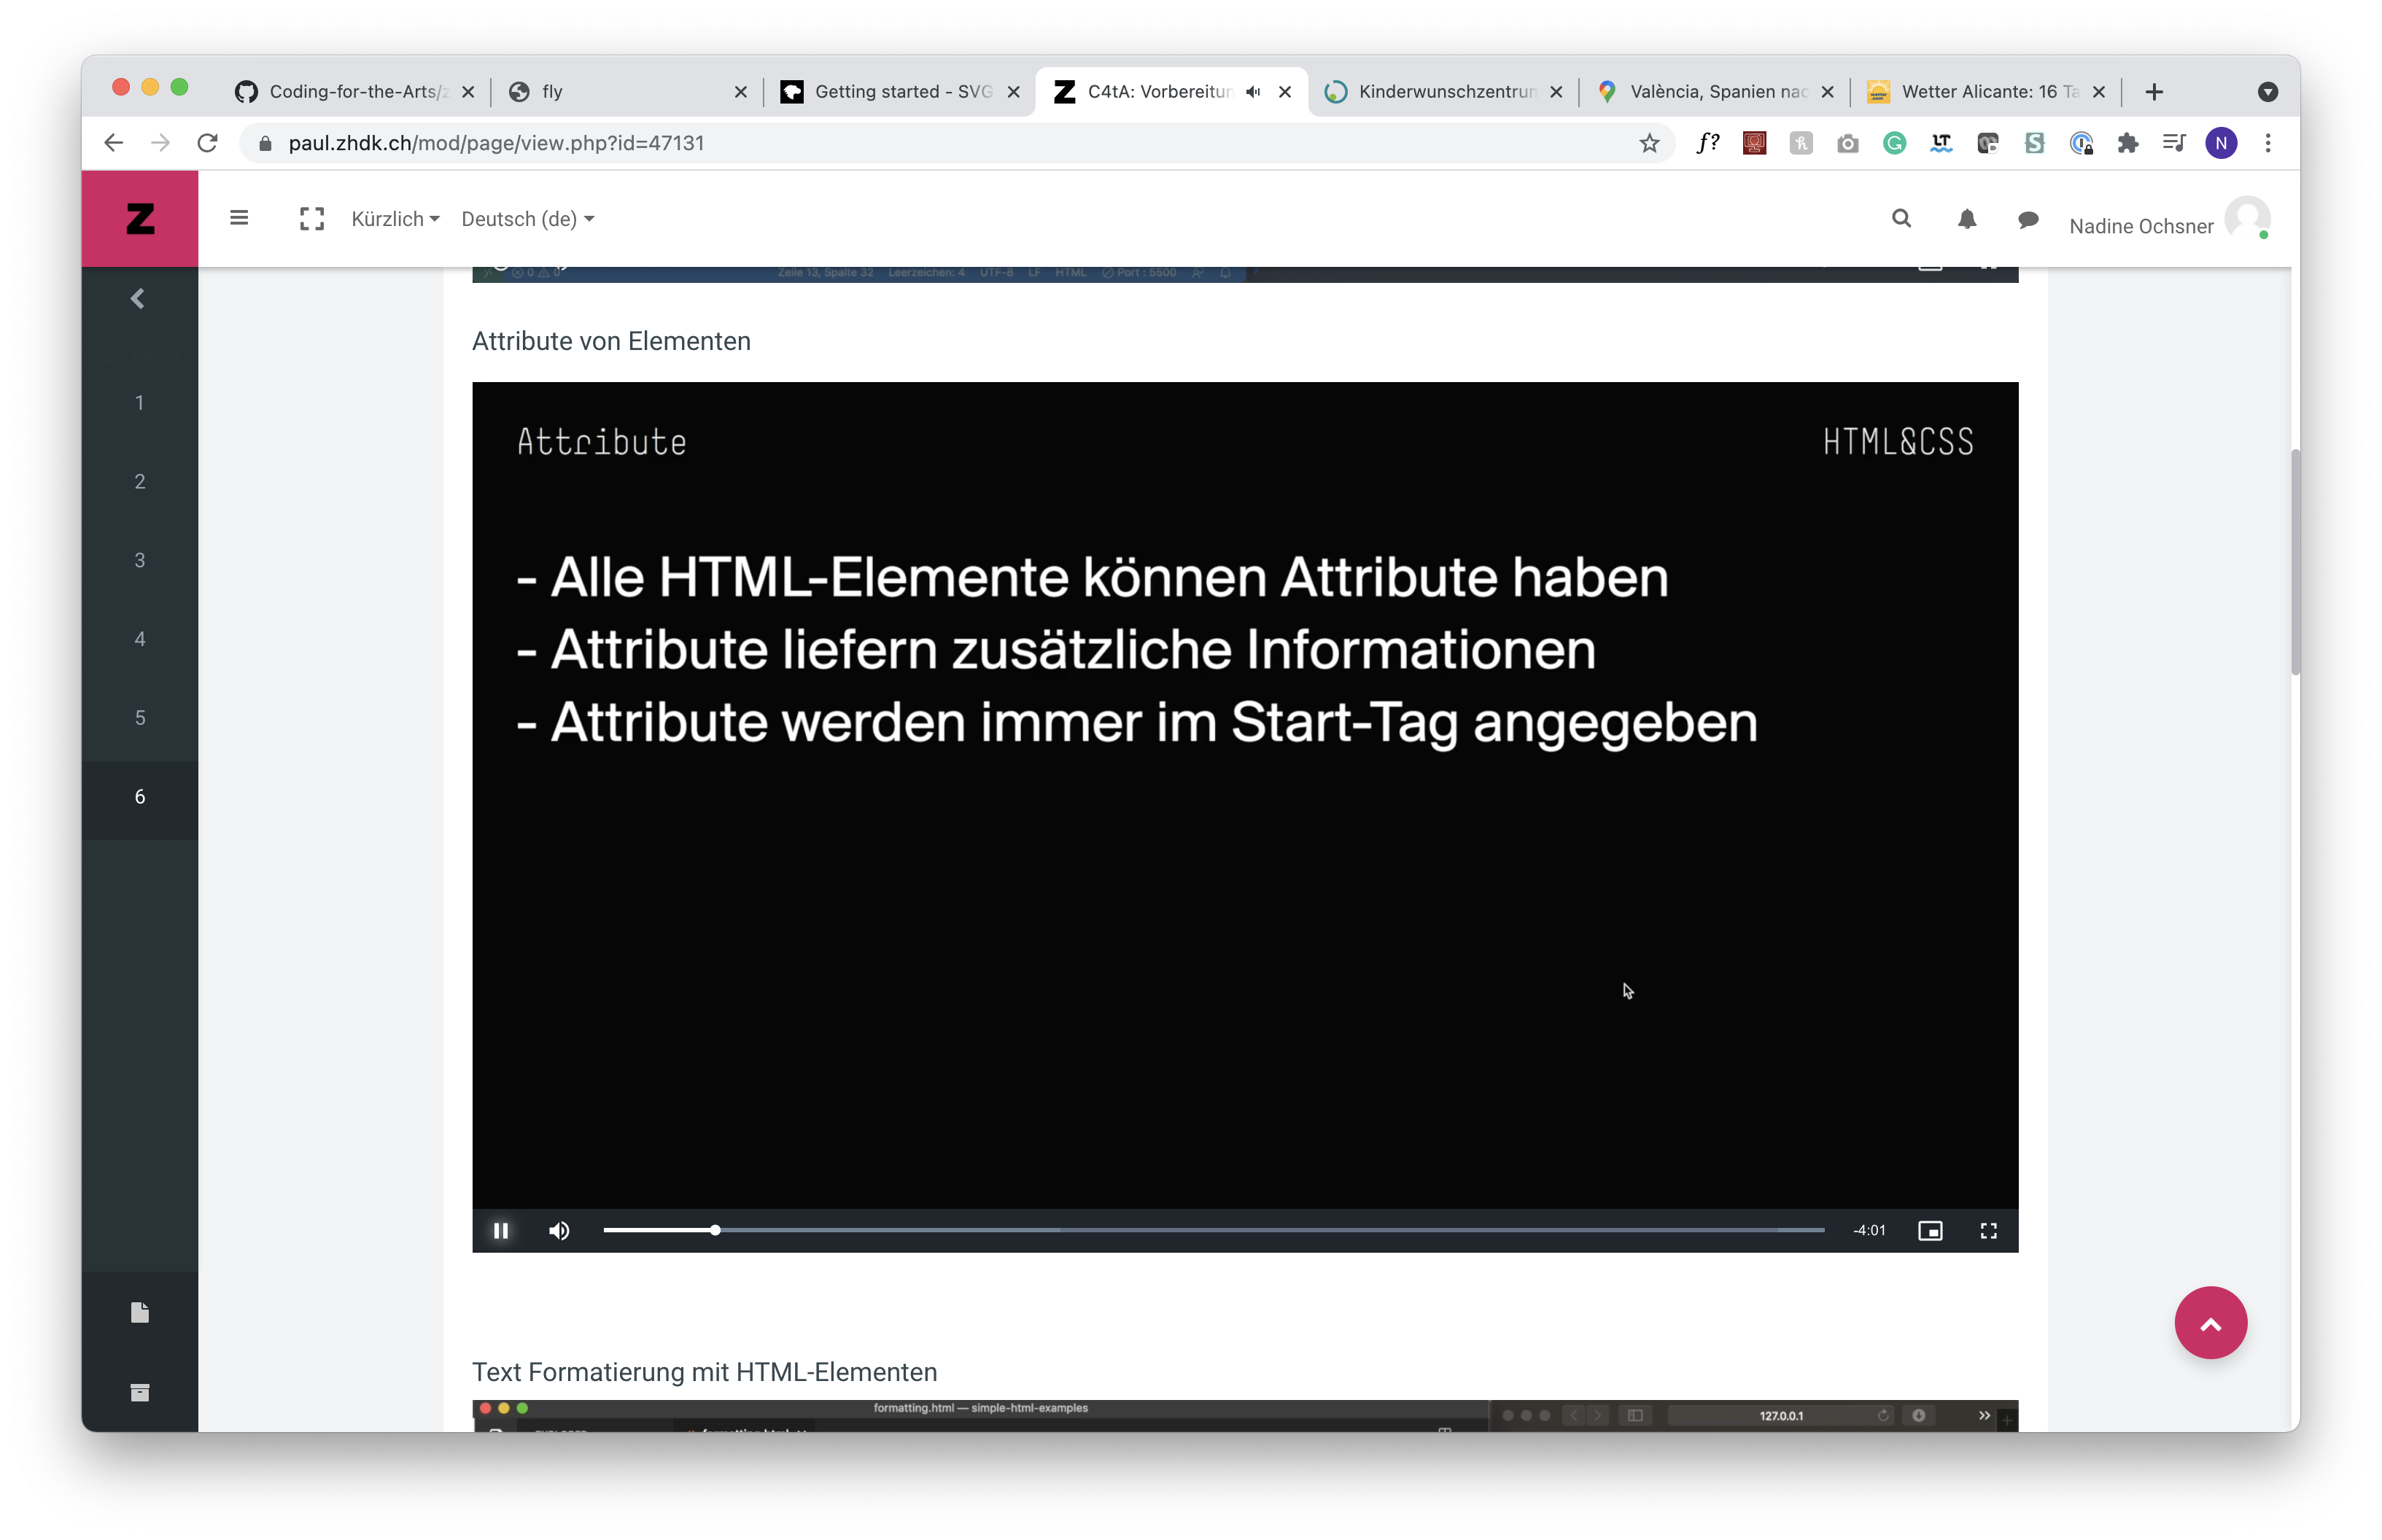 Coding-for-the-Arts/z
fly
Getting started - SVG
C4tA: Vorbereitun
Kinderwunschzentrum
València, Spanien nac
Wetter Alicante: 16 Ta
paul.zhdk.ch/mod/page/view.php?id=47131
f?
N
Z
Kürzlich
Deutsch (de)
Nadine Ochsner
Zeile 13, Spalte 32 Leerzeichen: 4 UTF-8 LF HTML Port : 5500
Attribute von Elementen
1
2
3
4
5
6
Attribute
HTML&CSS
- Alle HTML-Elemente können Attribute haben
- Attribute liefern zusätzliche Informationen
- Attribute werden immer im Start-Tag angegeben
-4:01
Text Formatierung mit HTML-Elementen
formatting.html — simple-html-examples
127.0.0.1